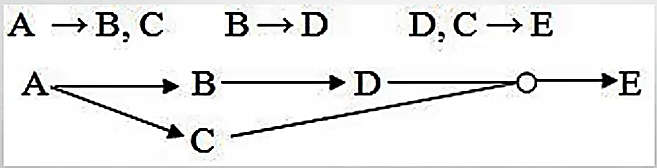 A → B, C B → D D, C → E
A B D E
C